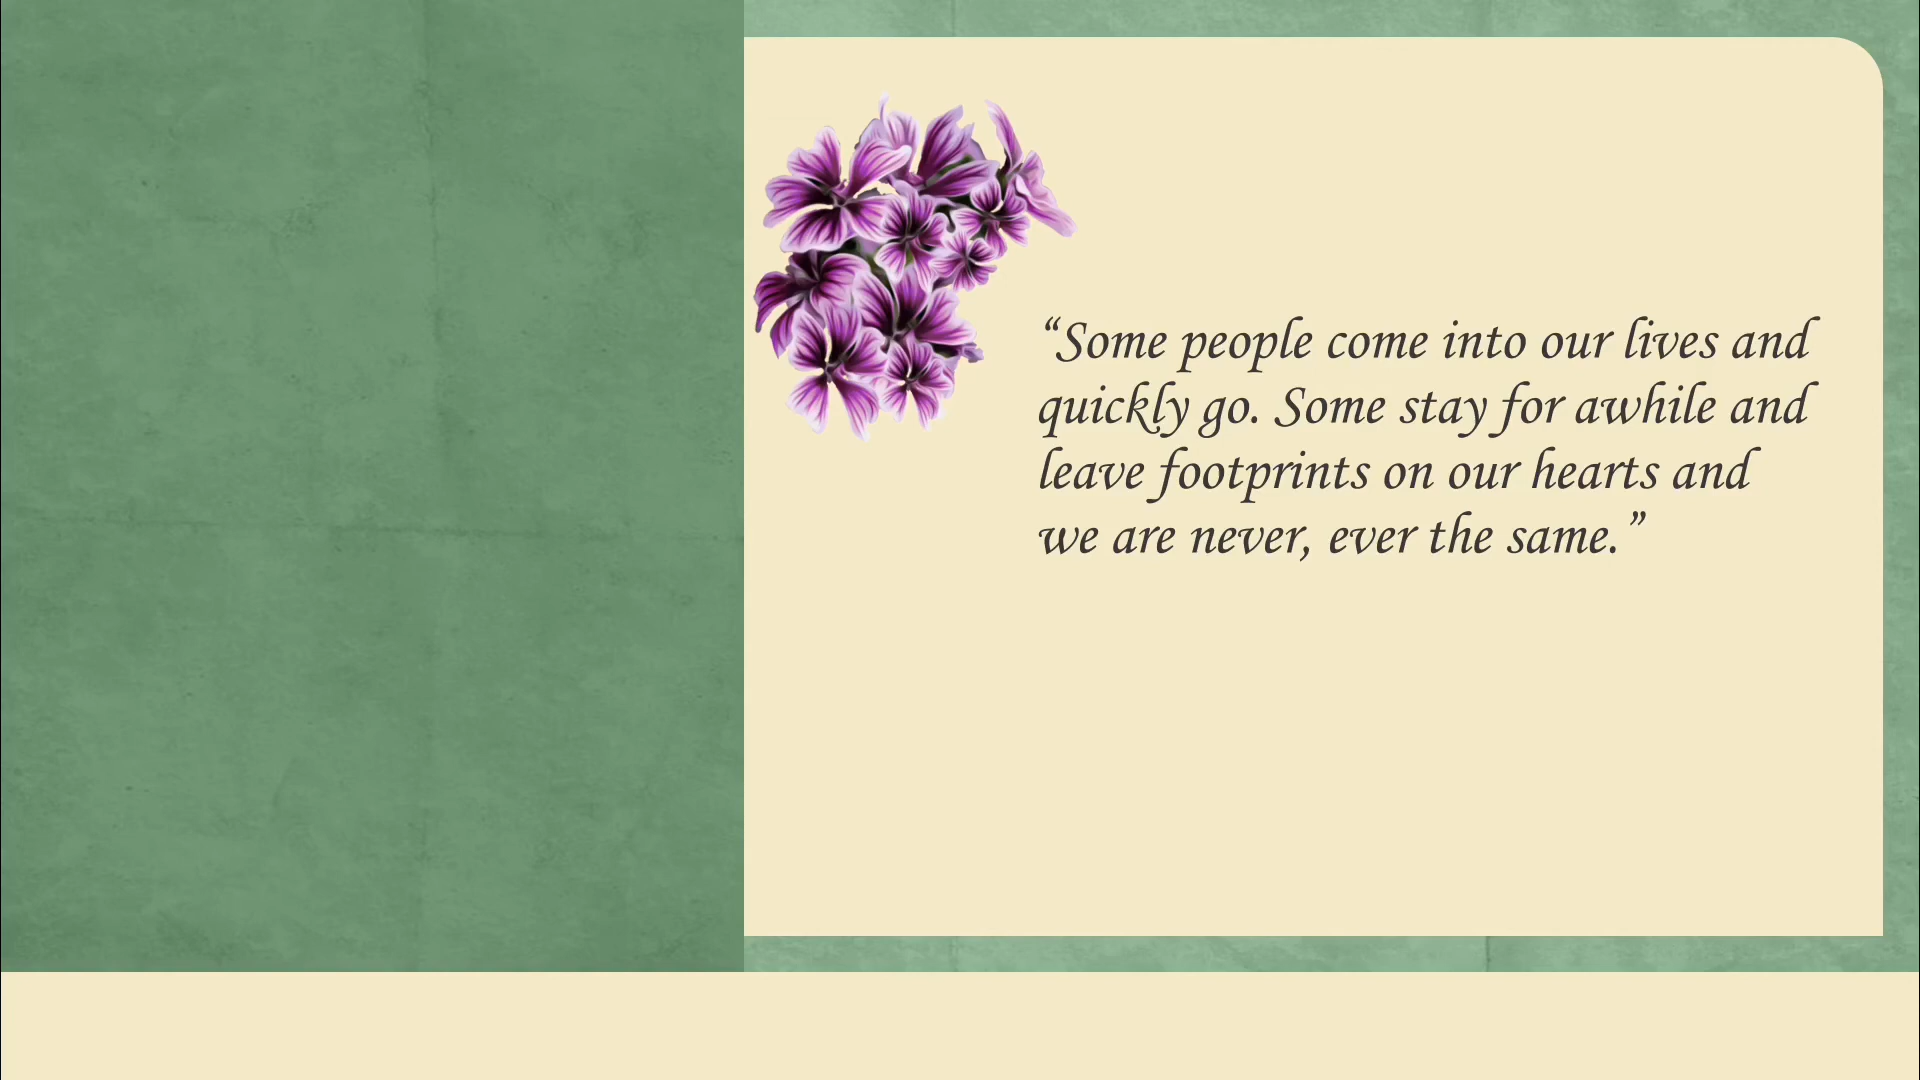 “Some people come into our lives and
quickly go. Some stay for awhile and
leave footprints on our hearts and
we are never, ever the same.”